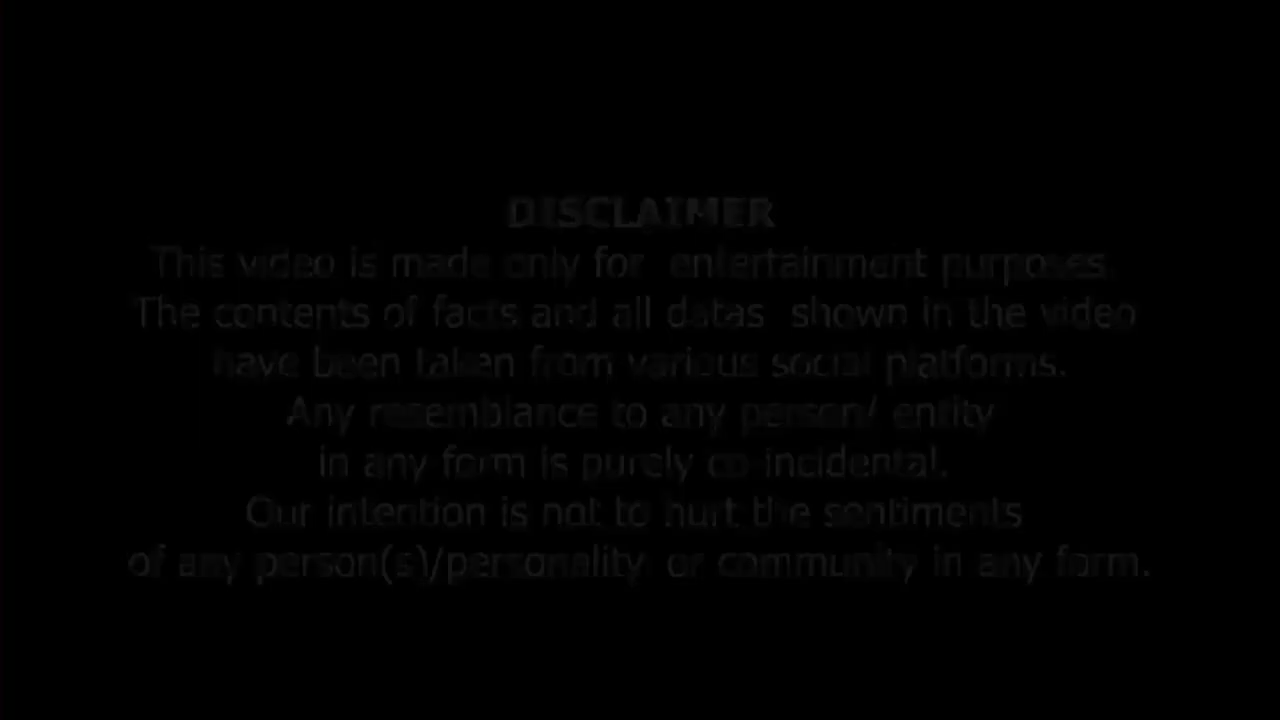 DISCLAIMER
This video is made only for entertainment purposes.
The contents of facts and all datas shown in the video
have been taken from various social platforms.
Any resemblance to any person/ entity
in any form is purely co-incidental.
Our intention is not to hurt the sentiments
of any person(s)/personality or community in any form.